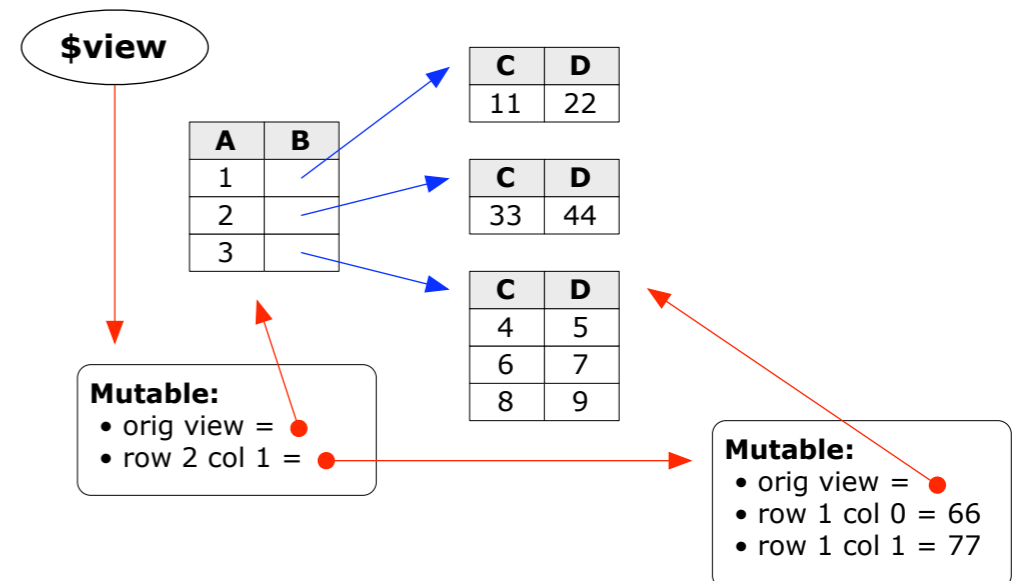 $view
A B
1
2
3
C D
11 22
C D
33 44
C D
4 5
6 7
8 9
Mutable:
• orig view =
• row 2 col 1 =
Mutable:
• orig view =
• row 1 col 0 = 66
• row 1 col 1 = 77